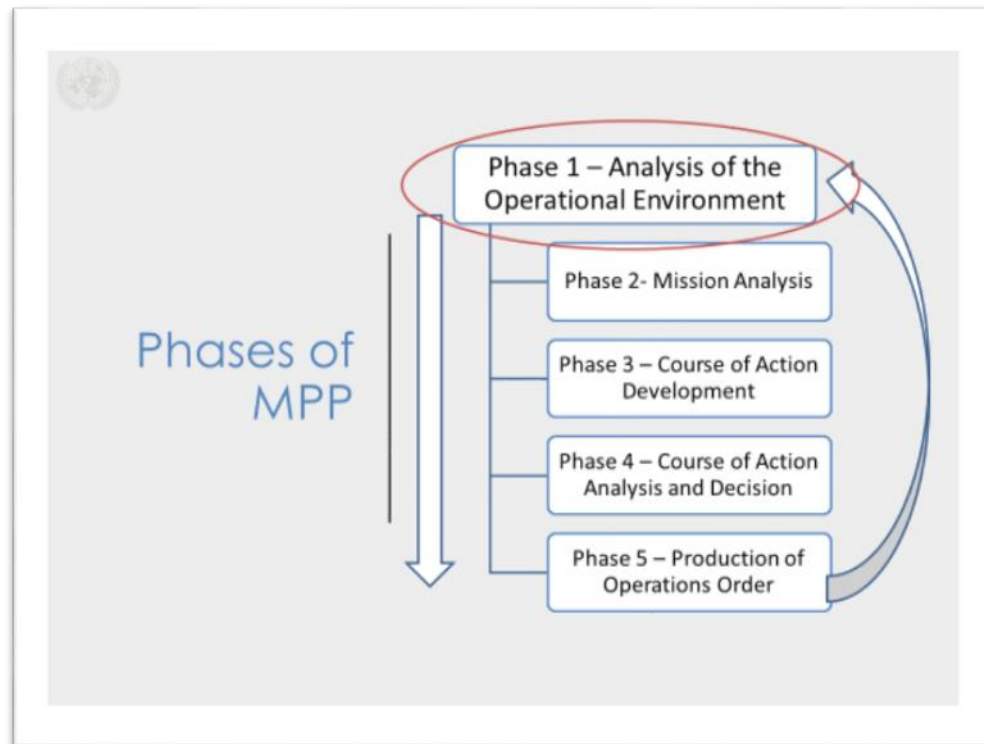 Phases of
MPP
Phase 1 – Analysis of the
Operational Environment
Phase 2- Mission Analysis
Phase 3 – Course of Action
Development
Phase 4 – Course of Action
Analysis and Decision
Phase 5 – Production of
Operations Order